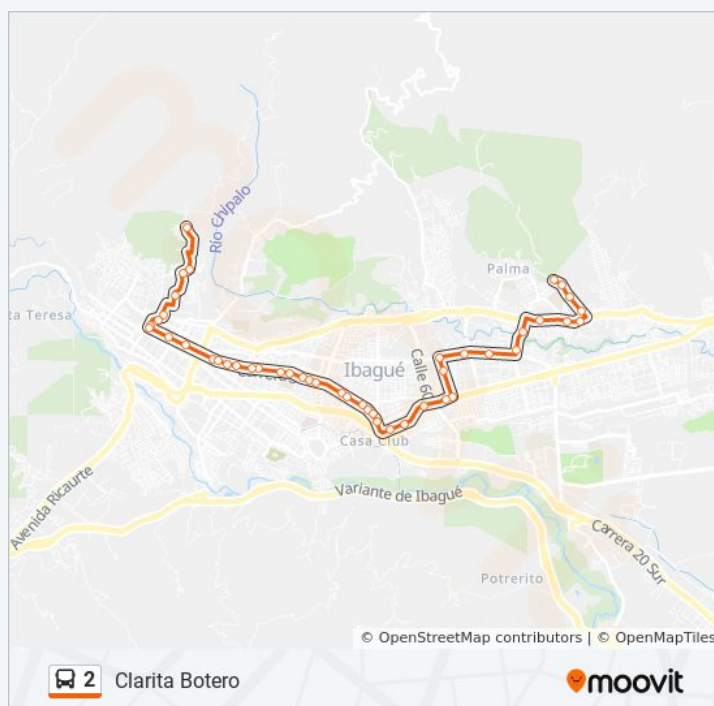 Río Chipalo
Palma
ta Teresa
Ibagué
Calle 60
Casa Club
Variante de Ibagué
Avenida Ricaurte
Carrera 20 Sur
Potrerito
© OpenStreetMap contributors | © OpenMapTiles
2 Clarita Botero
moovit